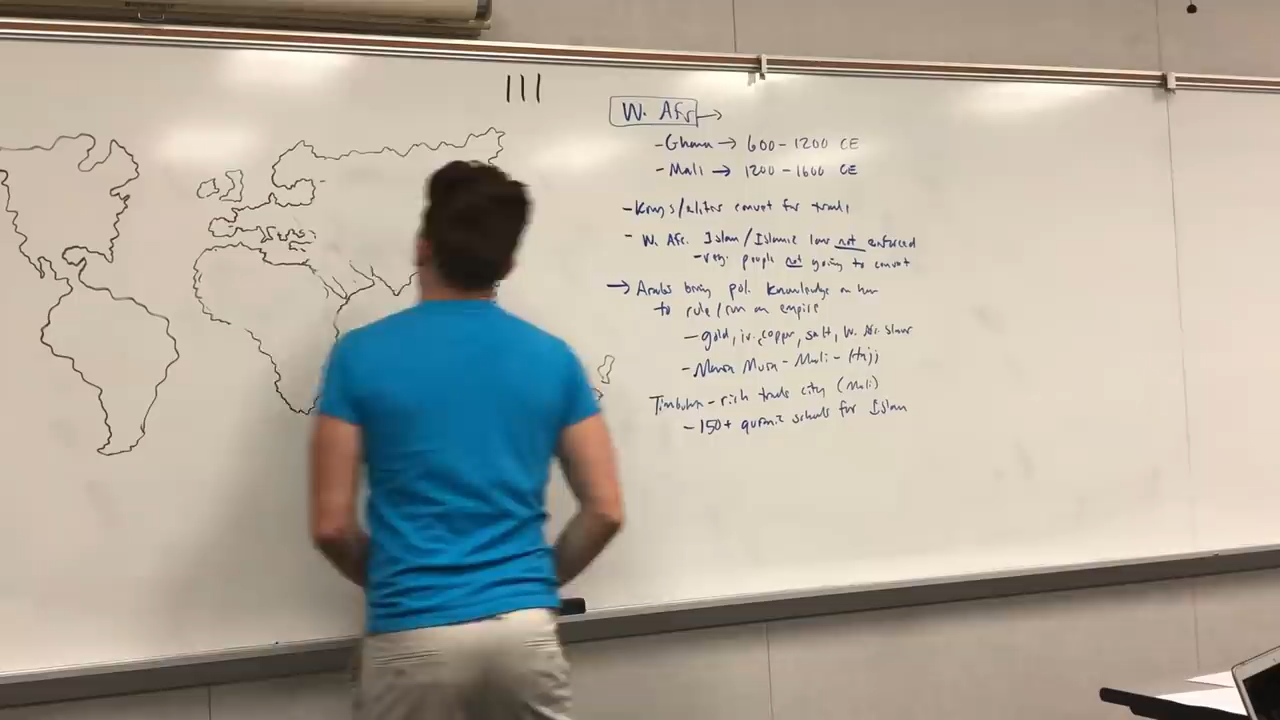 III
W. Afr →
- Ghana → 600 - 1200 CE
- Mali → 1200 - 1600 CE
- Kings/elites convert for trade
- W. Afr. Islam/Islamic law not enforced
- reg. people not going to convert
→ Arabs bring pol. knowledge on how
to rule/run an empire
- gold, iv., copper, salt, W. Afr. slaves
- Mansa Musa - Mali - (Hajj)
Timbuktu - rich trade city (Mali)
- 150+ quranic schools for Islam